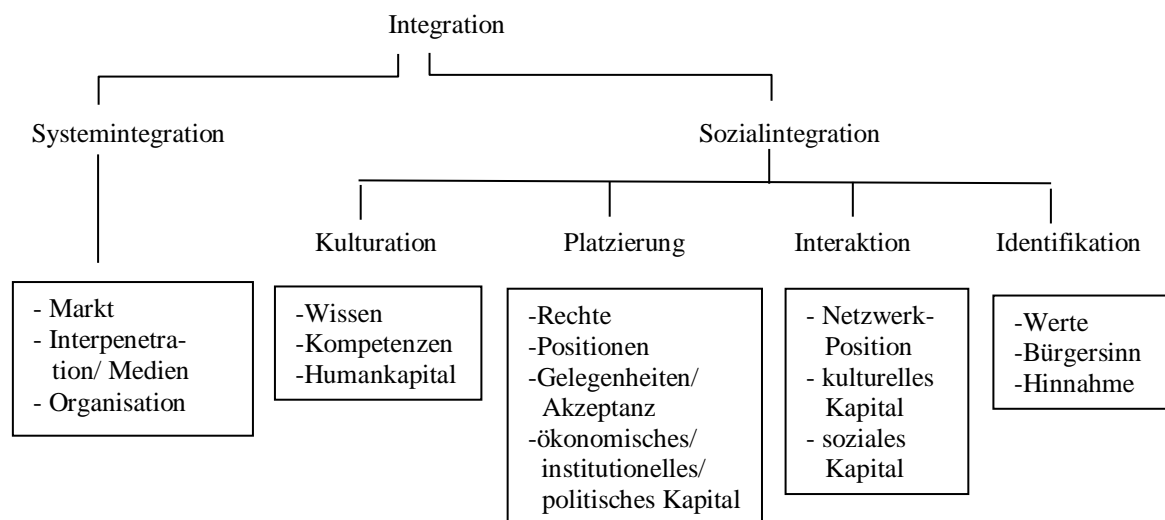 Integration
Systemintegration
Sozialintegration
Kulturation
Platzierung
Interaktion
Identifikation
- Markt
- Interpenetra-
tion/ Medien
- Organisation
-Wissen
-Kompetenzen
-Humankapital
-Rechte
-Positionen
-Gelegenheiten/
Akzeptanz
-ökonomisches/
institutionelles/
politisches Kapital
- Netzwerk-
Position
- kulturelles
Kapital
- soziales
Kapital
-Werte
-Bürgersinn
-Hinnahme